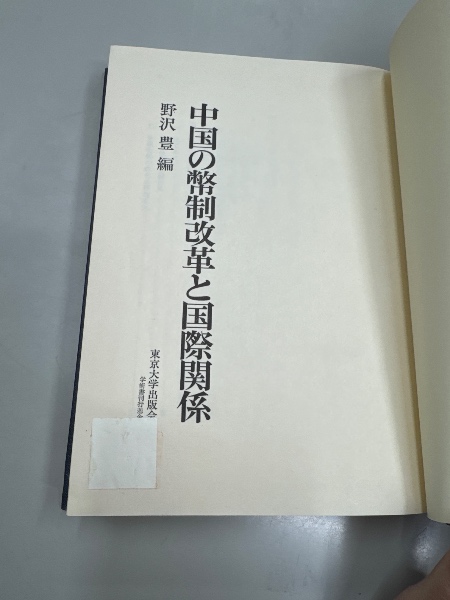 中国の幣制改革と国際関係
野沢 豊 編
東京大学出版会